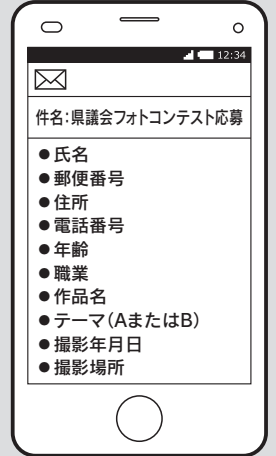 12:34
件名:県議会フォトコンテスト応募
●氏名
●郵便番号
●住所
●電話番号
●年齢
●職業
●作品名
●テーマ(AまたはB)
●撮影年月日
●撮影場所